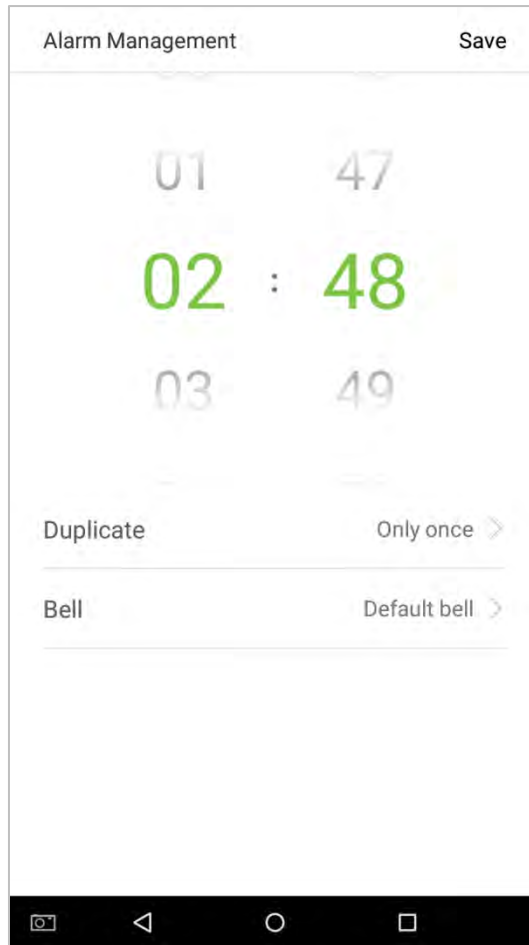 Alarm Management Save
01 47
02 : 48
03 49
Duplicate Only once
Bell Default bell